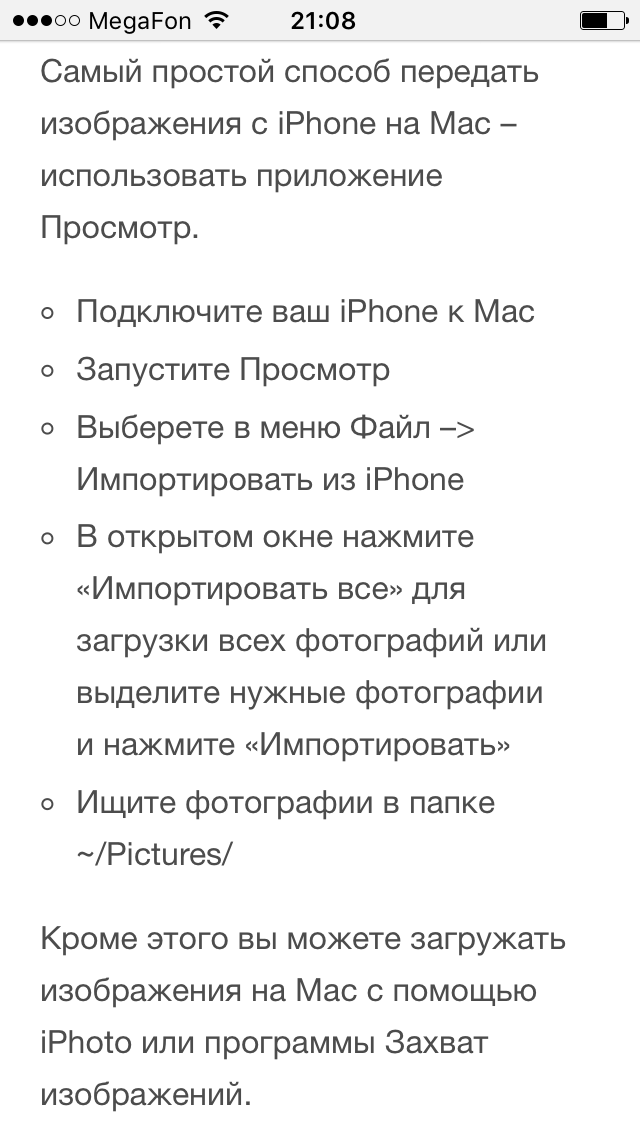 MegaFon 21:08
Самый простой способ передать
изображения с iPhone на Mac –
использовать приложение
Просмотр.
Подключите ваш iPhone к Mac
Запустите Просмотр
Выберете в меню Файл –>
Импортировать из iPhone
В открытом окне нажмите
«Импортировать все» для
загрузки всех фотографий или
выделите нужные фотографии
и нажмите «Импортировать»
Ищите фотографии в папке
~/Pictures/
Кроме этого вы можете загружать
изображения на Mac с помощью
iPhoto или программы Захват
изображений.